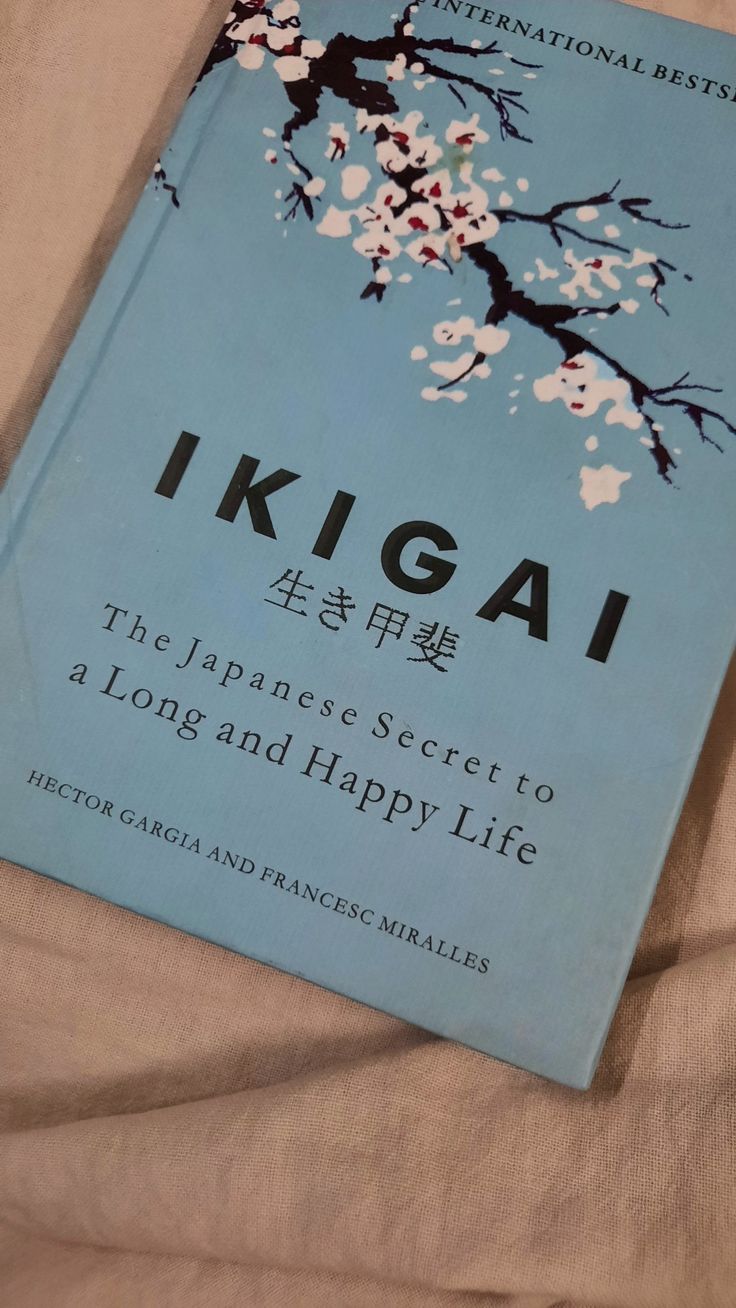 INTERNATIONAL
IKIGAI
生き甲斐
The Japanese Secret to
a Long and Happy Life
HECTOR GARGIA AND FRANCESC MIRALLES